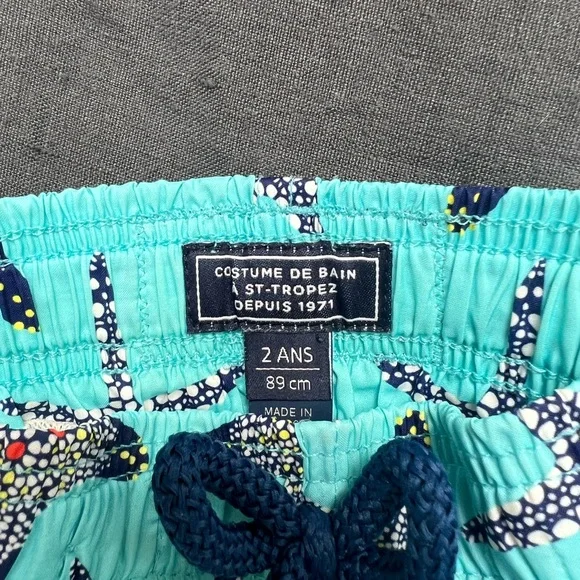 COSTUME DE BAIN
À ST-TROPEZ
DEPUIS 1971
2 ANS
89 cm
MADE IN